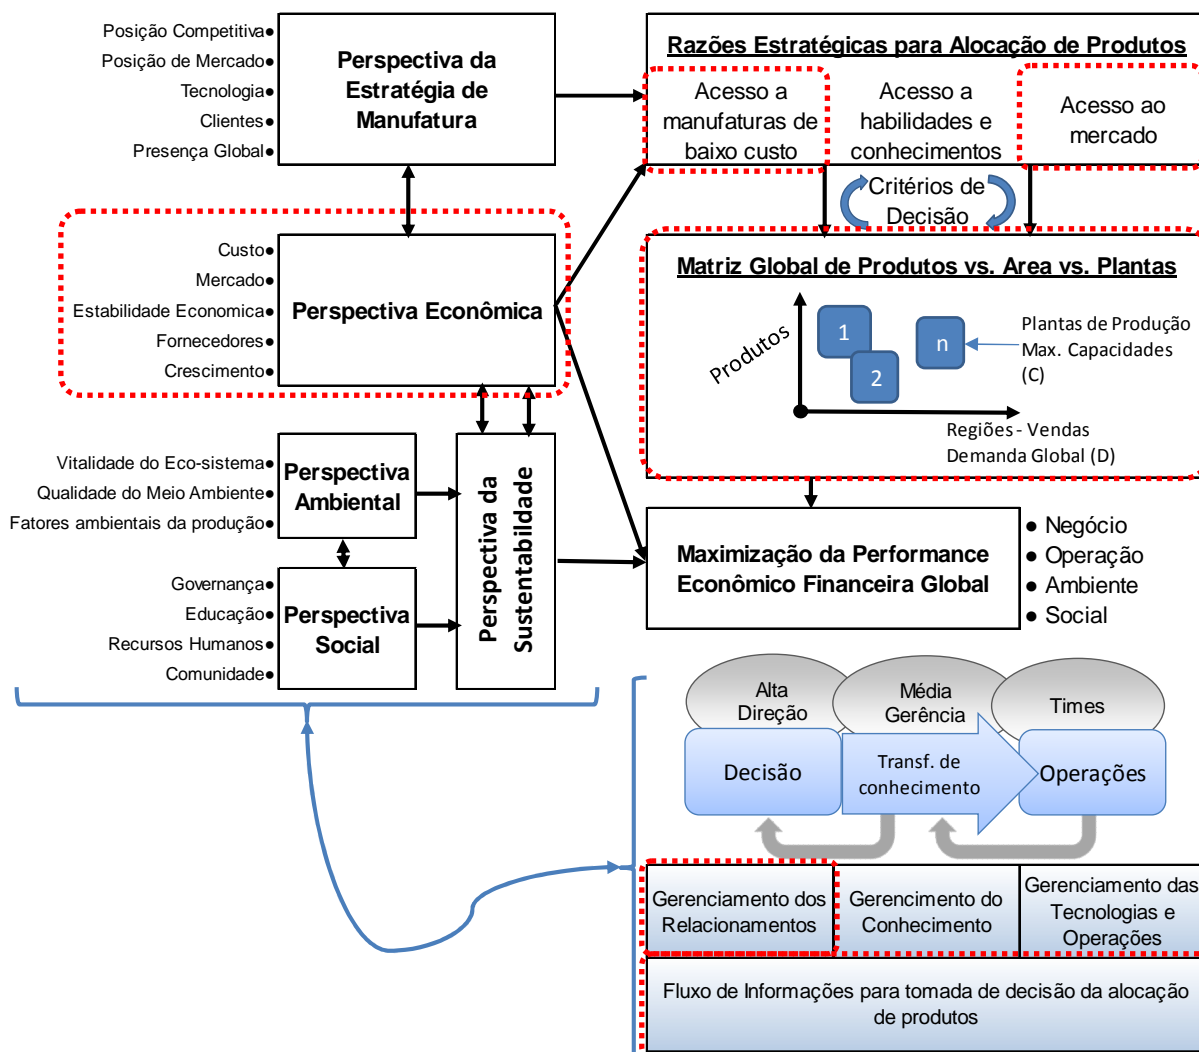 Posição Competitiva●
Posição de Mercado●
Tecnologia●
Clientes●
Presença Global●
Perspectiva da
Estratégia de
Manufatura
Razões Estratégicas para Alocação de Produtos
Acesso a
manufaturas de
baixo custo
Acesso a
habilidades e
conhecimentos
Acesso ao
mercado
Critérios de
Decisão
Custo●
Mercado●
Estabilidade Economica●
Fornecedores●
Crescimento●
Perspectiva Econômica
Matriz Global de Produtos vs. Area vs. Plantas
Produtos
1
2
n
Plantas de Produção
Max. Capacidades
(C)
Regiões - Vendas
Demanda Global (D)
Vitalidade do Eco-sistema●
Qualidade do Meio Ambiente●
Fatores ambientais da produção●
Perspectiva
Ambiental
Governança●
Educação●
Recursos Humanos●
Comunidade●
Perspectiva
Social
Perspectiva da
Sustentabildade
Maximização da Performance
Econômico Financeira Global
● Negócio
● Operação
● Ambiente
● Social
Alta
Direção
Média
Gerência
Times
Decisão
Transf. de
conhecimento
Operações
Gerenciamento dos
Relacionamentos
Gerencimento do
Conhecimento
Gerenciamento das
Tecnologias e
Operações
Fluxo de Informações para tomada de decisão da alocação
de produtos